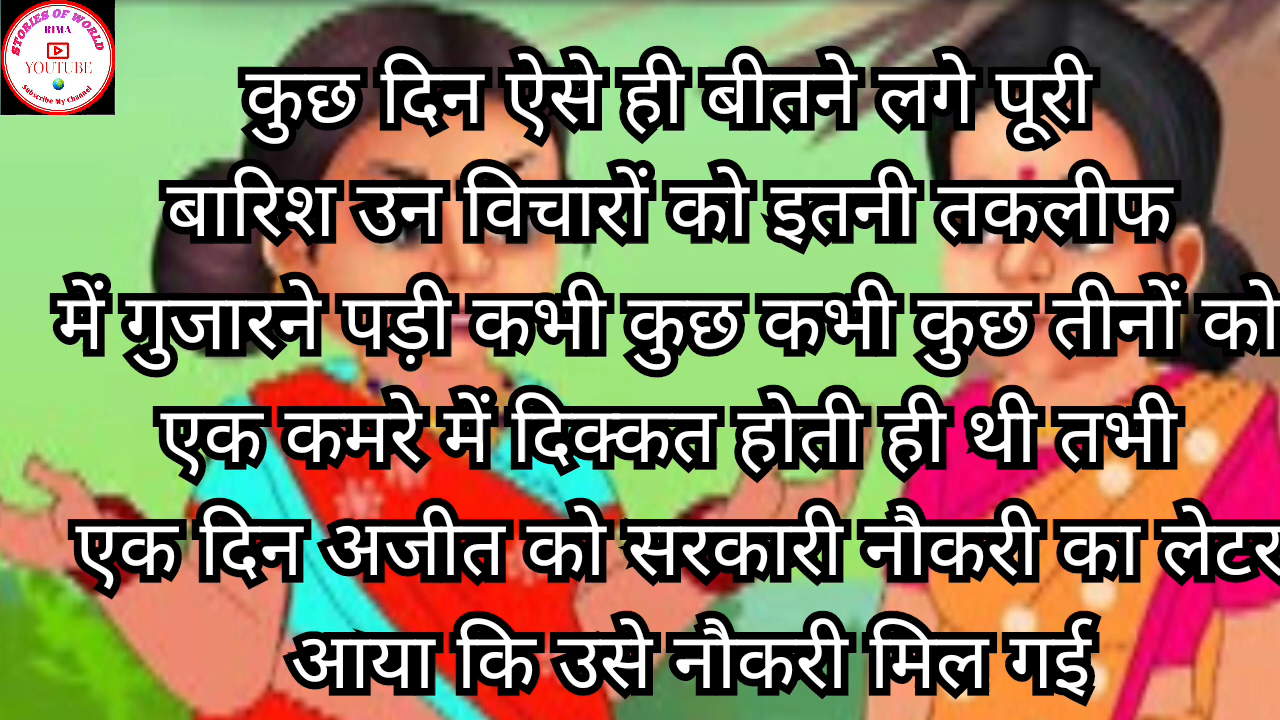 STORIES OF WORLD
RIMA
YOUTUBE
Subscribe My Channel
कुछ दिन ऐसे ही बीतने लगे पूरी
बारिश उन विचारों को इतनी तकलीफ
में गुजारने पड़ी कभी कुछ कभी कुछ तीनों को
एक कमरे में दिक्कत होती ही थी तभी
एक दिन अजीत को सरकारी नौकरी का लेटर
आया कि उसे नौकरी मिल गई